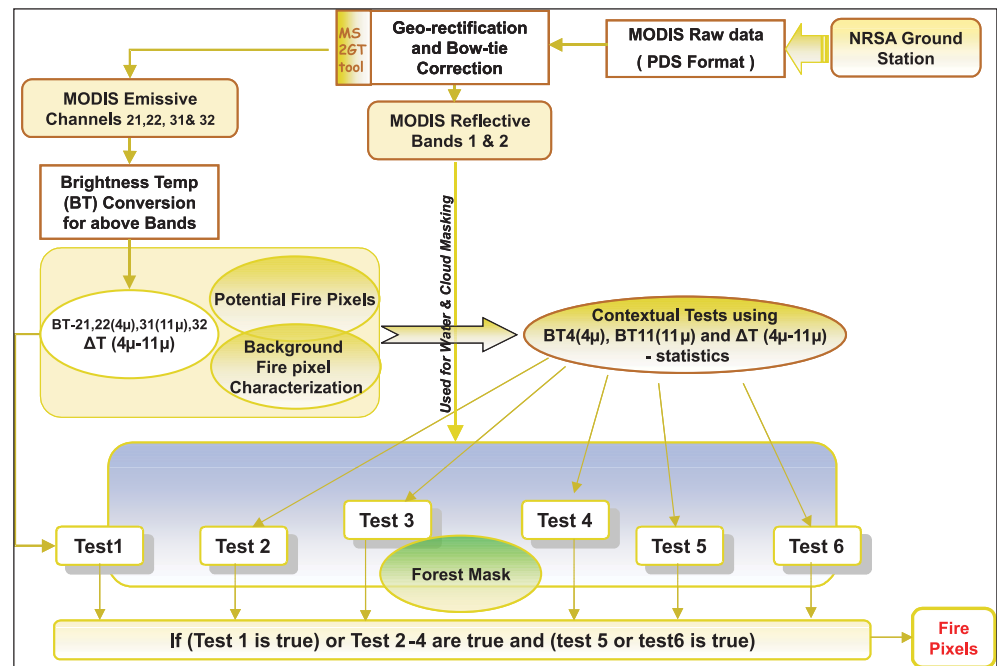 MS
2GT
tool
Geo-rectification
and Bow-tie
Correction
MODIS Raw data
( PDS Format )
NRSA Ground
Station
MODIS Emissive
Channels 21,22, 31& 32
MODIS Reflective
Bands 1 & 2
Brightness Temp
(BT) Conversion
for above Bands
Used for Water & Cloud Masking
Potential Fire Pixels
BT-21,22(4μ),31(11μ),32
ΔT (4μ-11μ)
Background
Fire pixel
Characterization
Contextual Tests using
BT4(4μ), BT11(11μ) and ΔT (4μ-11μ)
- statistics
Test1
Test 2
Test 3
Test 4
Test 5
Test 6
Forest Mask
If (Test 1 is true) or Test 2-4 are true and (test 5 or test6 is true)
Fire
Pixels